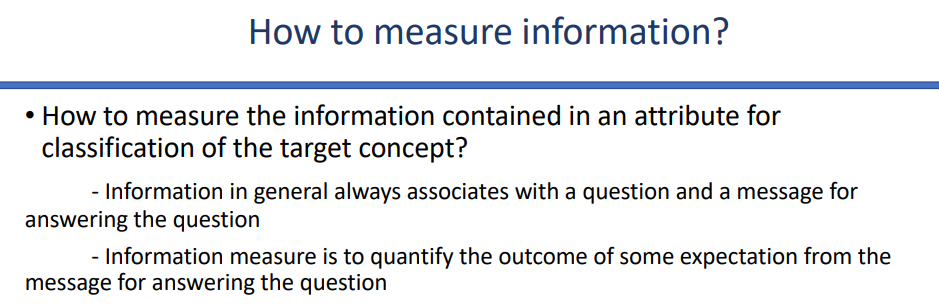 How to measure information?
• How to measure the information contained in an attribute for
classification of the target concept?
- Information in general always associates with a question and a message for
answering the question
- Information measure is to quantify the outcome of some expectation from the
message for answering the question